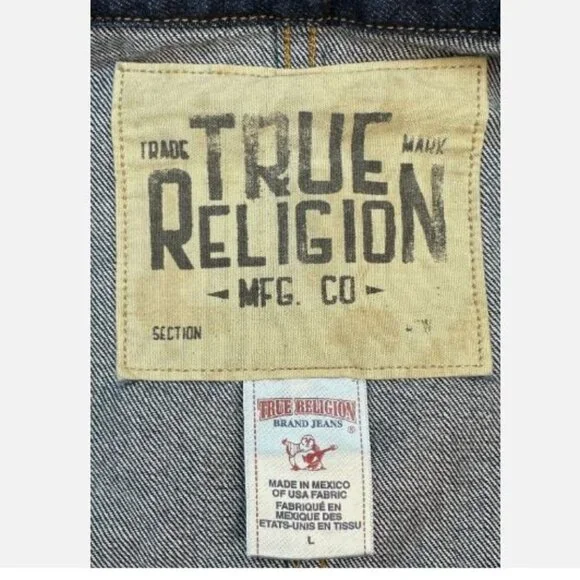 TRADE
MARK
TRUE
RELIGION
MFG. CO
SECTION
TRUE RELIGION
BRAND JEANS
®
MADE IN MEXICO
OF USA FABRIC
FABRIQUÉ EN
MEXIQUE DES
ETATS-UNIS EN TISSU
L